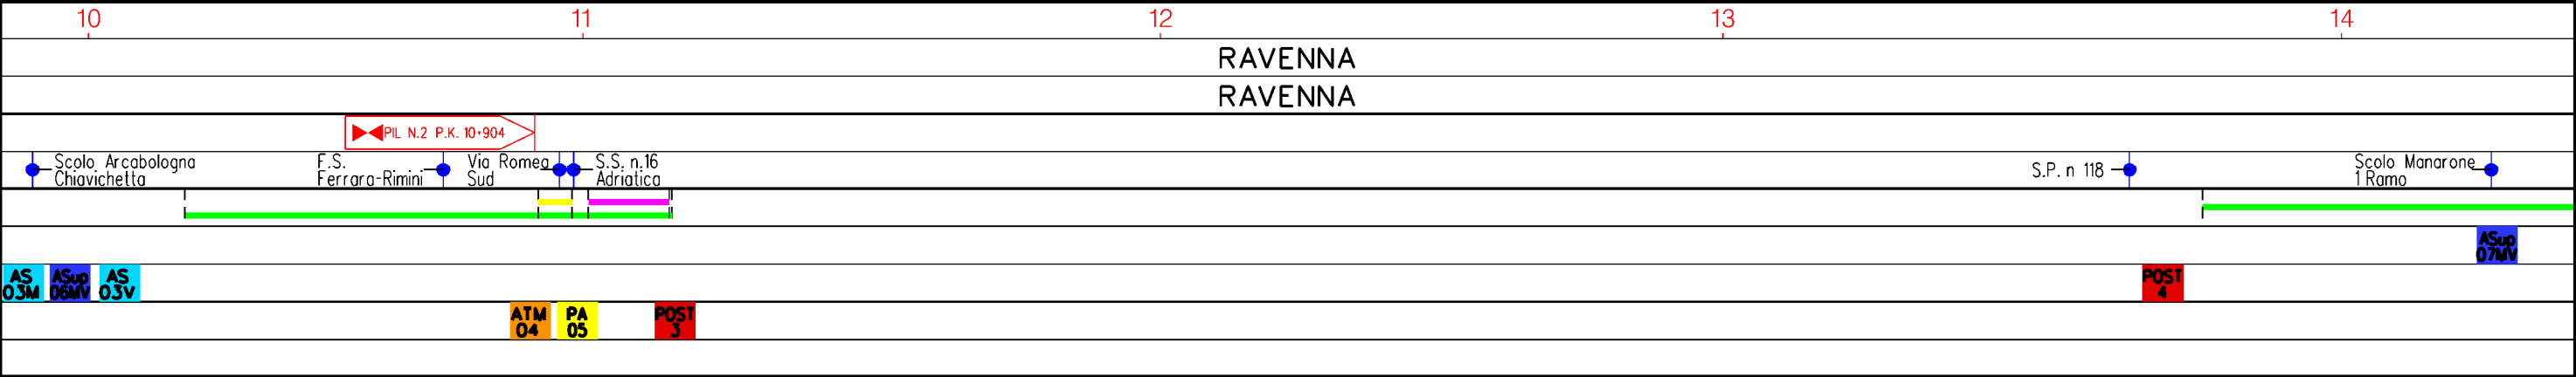 10 11 12 13 14
RAVENNA
RAVENNA
PIL N.2 P.K. 10+904
Scolo Arcabologna
Chiavichetta
F.S.
Ferrara-Rimini
Via Romea
Sud
S.S. n.16
Adriatica
S.P. n 118
Scolo Manarone
1 Ramo
ASup
07MV
AS
03M
ASup
06MV
AS
03V
POST
4
ATM
04
PA
05
POST
3